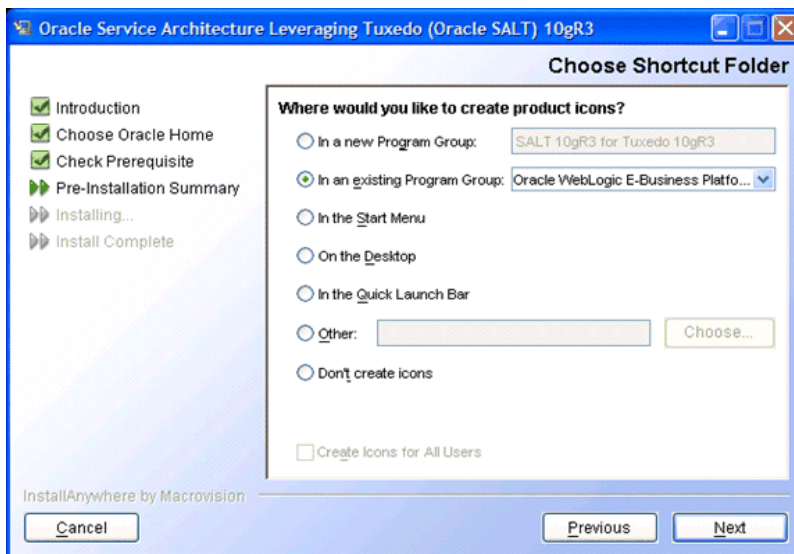 Oracle Service Architecture Leveraging Tuxedo (Oracle SALT) 10gR3
Choose Shortcut Folder
Introduction
Choose Oracle Home
Check Prerequisite
Pre-Installation Summary
Installing...
Install Complete
Where would you like to create product icons?
In a new Program Group: SALT 10gR3 for Tuxedo 10gR3
In an existing Program Group: Oracle WebLogic E-Business Platfo...
In the Start Menu
On the Desktop
In the Quick Launch Bar
Other: Choose...
Don't create icons
Create Icons for All Users
InstallAnywhere by Macrovision
Cancel Previous Next